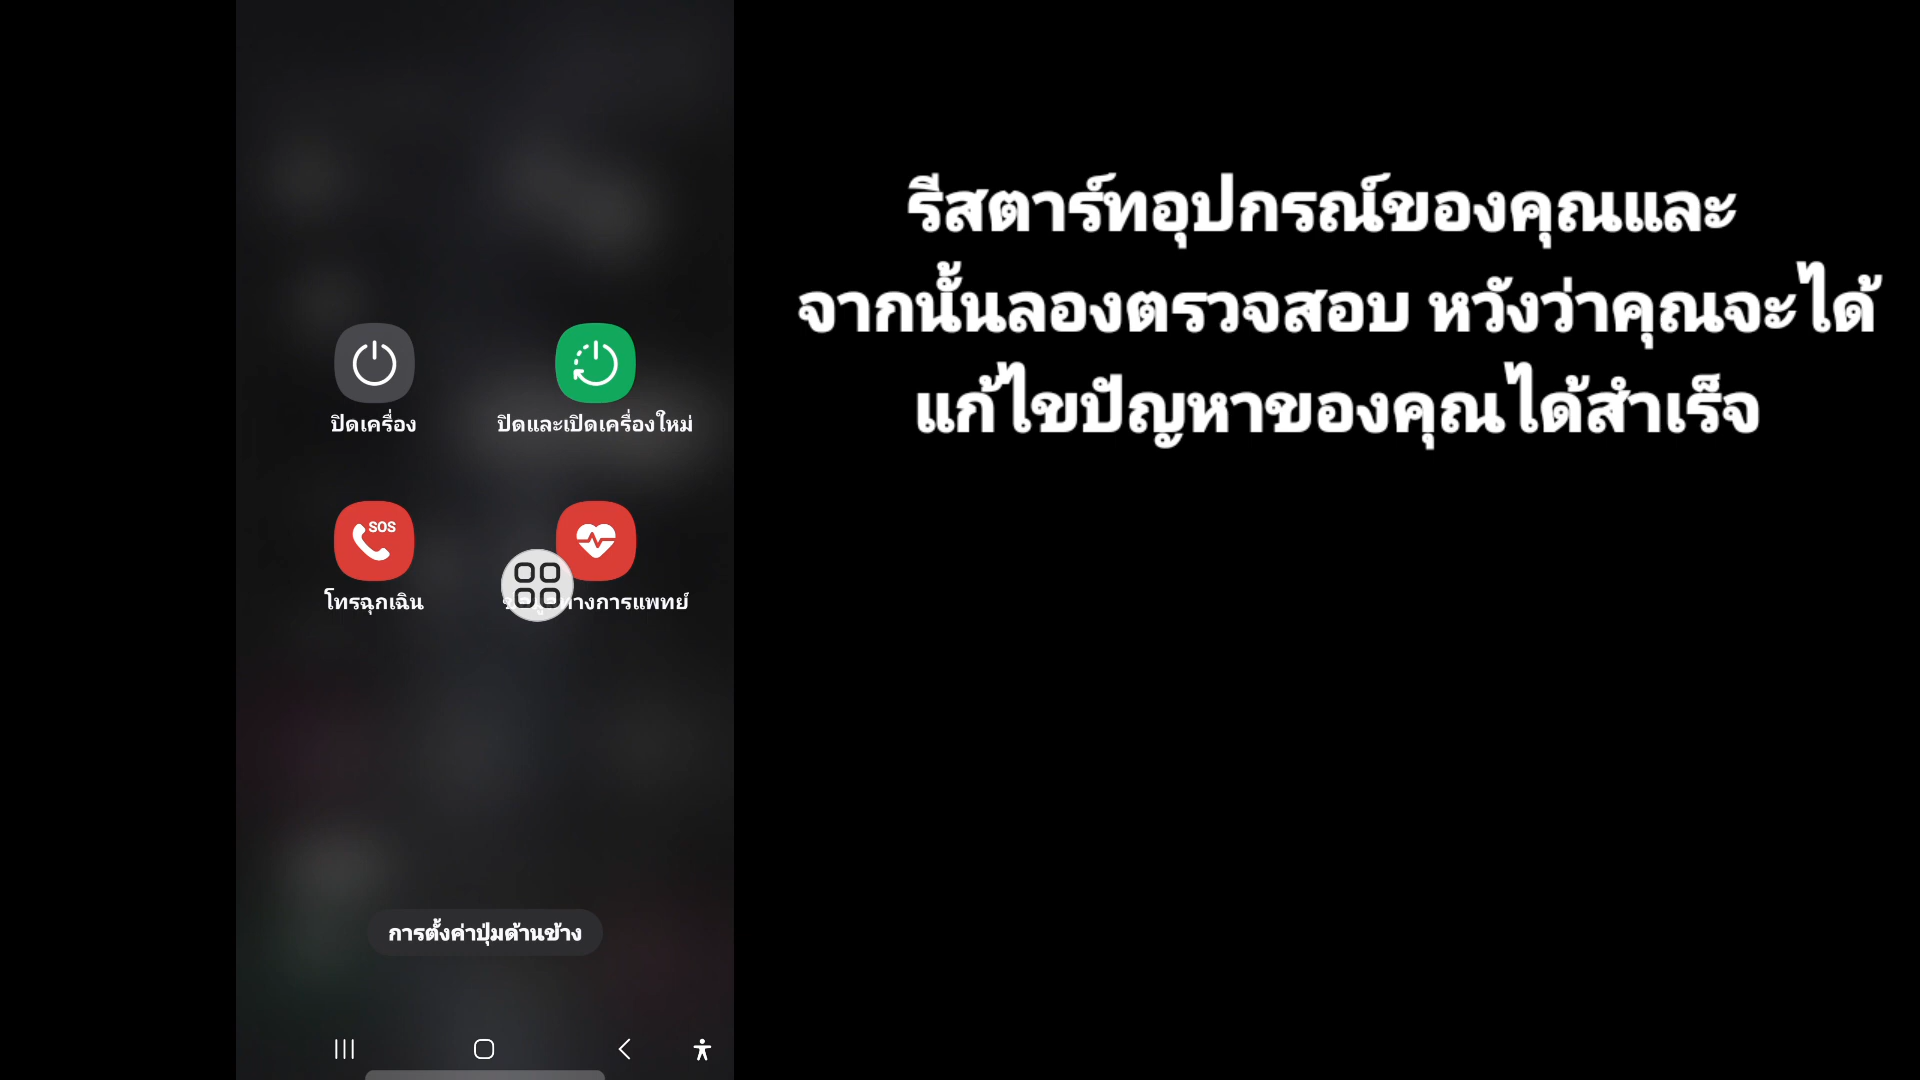 รีสตาร์ทอุปกรณ์ของคุณและ
จากนั้นลองตรวจสอบ หวังว่าคุณจะได้
แก้ไขปัญหาของคุณได้สำเร็จ
ปิดเครื่อง
ปิดและเปิดเครื่องใหม่
SOS
โทรฉุกเฉิน
ทางการแพทย์
การตั้งค่าปุ่มด้านข้าง